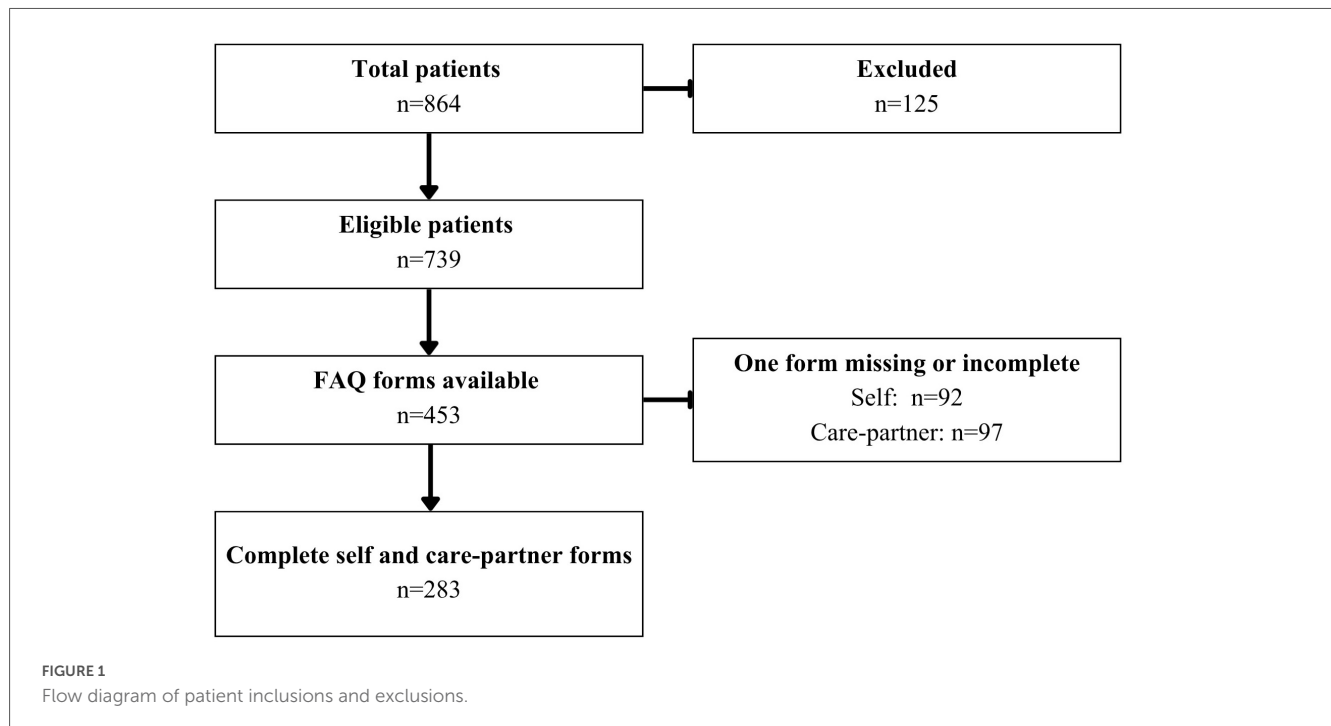 Total patients
n=864
Excluded
n=125
Eligible patients
n=739
FAQ forms available
n=453
One form missing or incomplete
Self: n=92
Care-partner: n=97
Complete self and care-partner forms
n=283
FIGURE 1
Flow diagram of patient inclusions and exclusions.